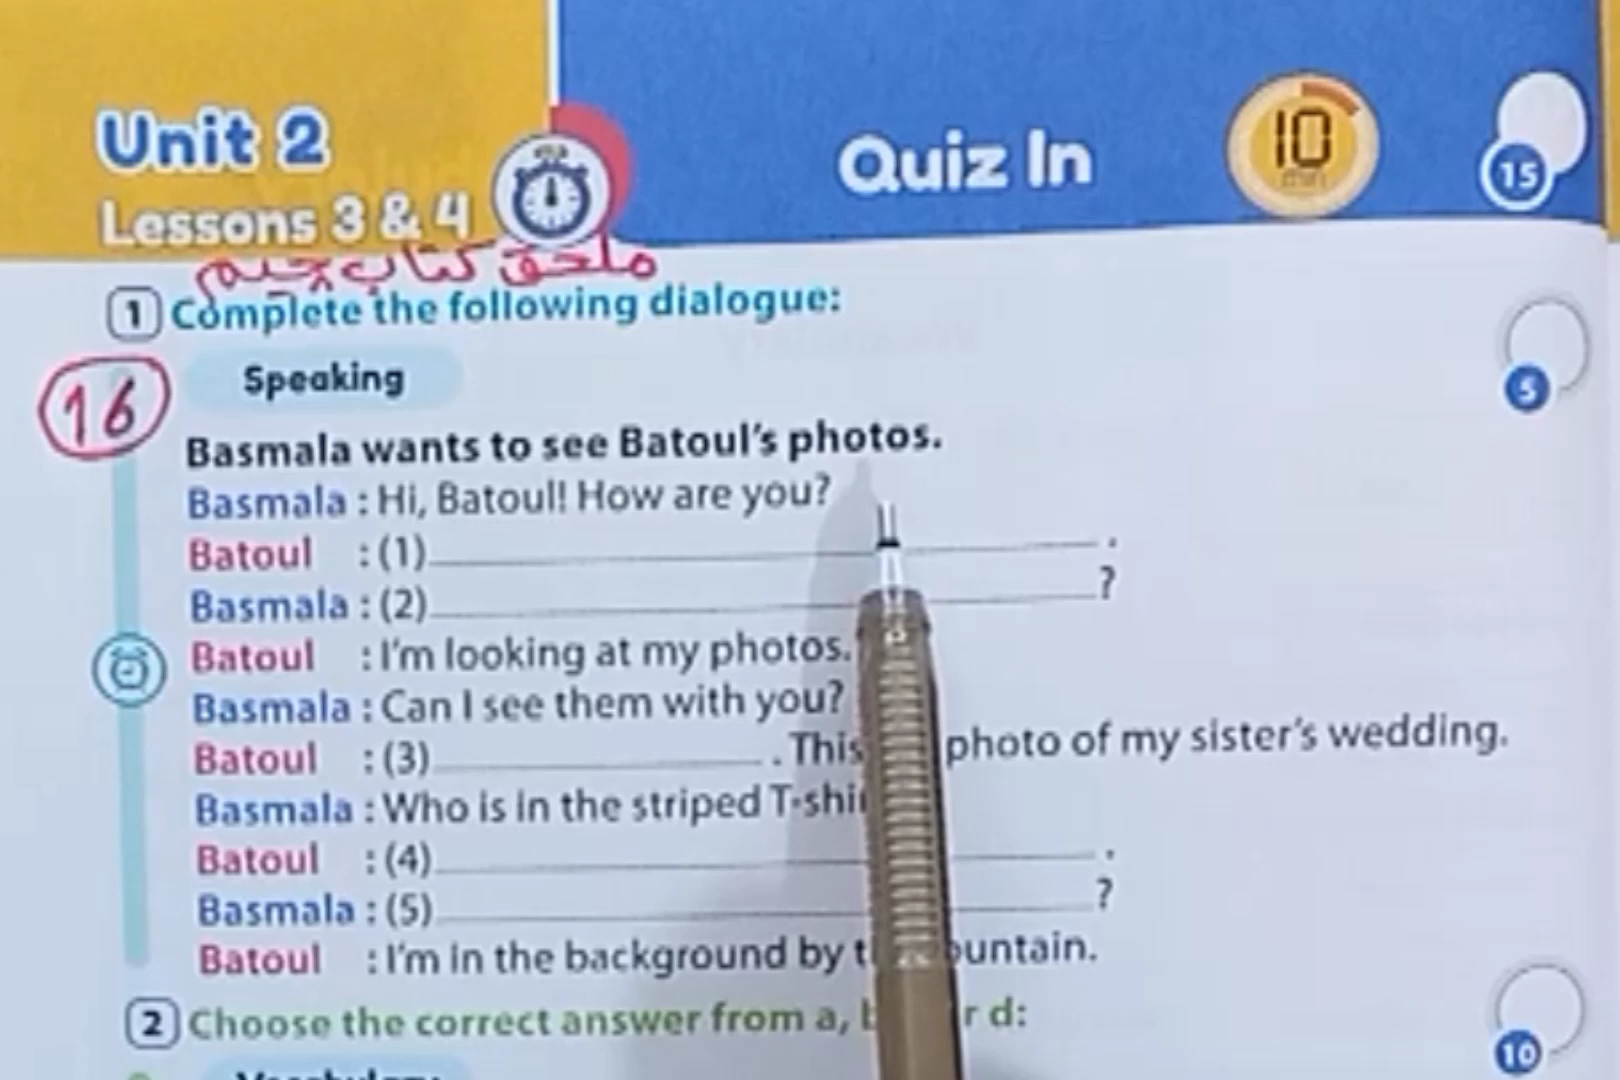 Unit 2
Lessons 3 & 4
Quiz In
10
min
15
ملحق كتاب جيم
1 Complete the following dialogue:
5
16
Speaking
Basmala wants to see Batoul's photos.
Basmala : Hi, Batoul! How are you?
Batoul : (1) .
Basmala : (2) ?
Batoul : I'm looking at my photos.
Basmala : Can I see them with you?
Batoul : (3) . This photo of my sister's wedding.
Basmala : Who is in the striped
Batoul : (4) .
Basmala : (5) ?
Batoul : I'm in the background by
2 Choose the correct answer from a, d:
10
Vocabulary